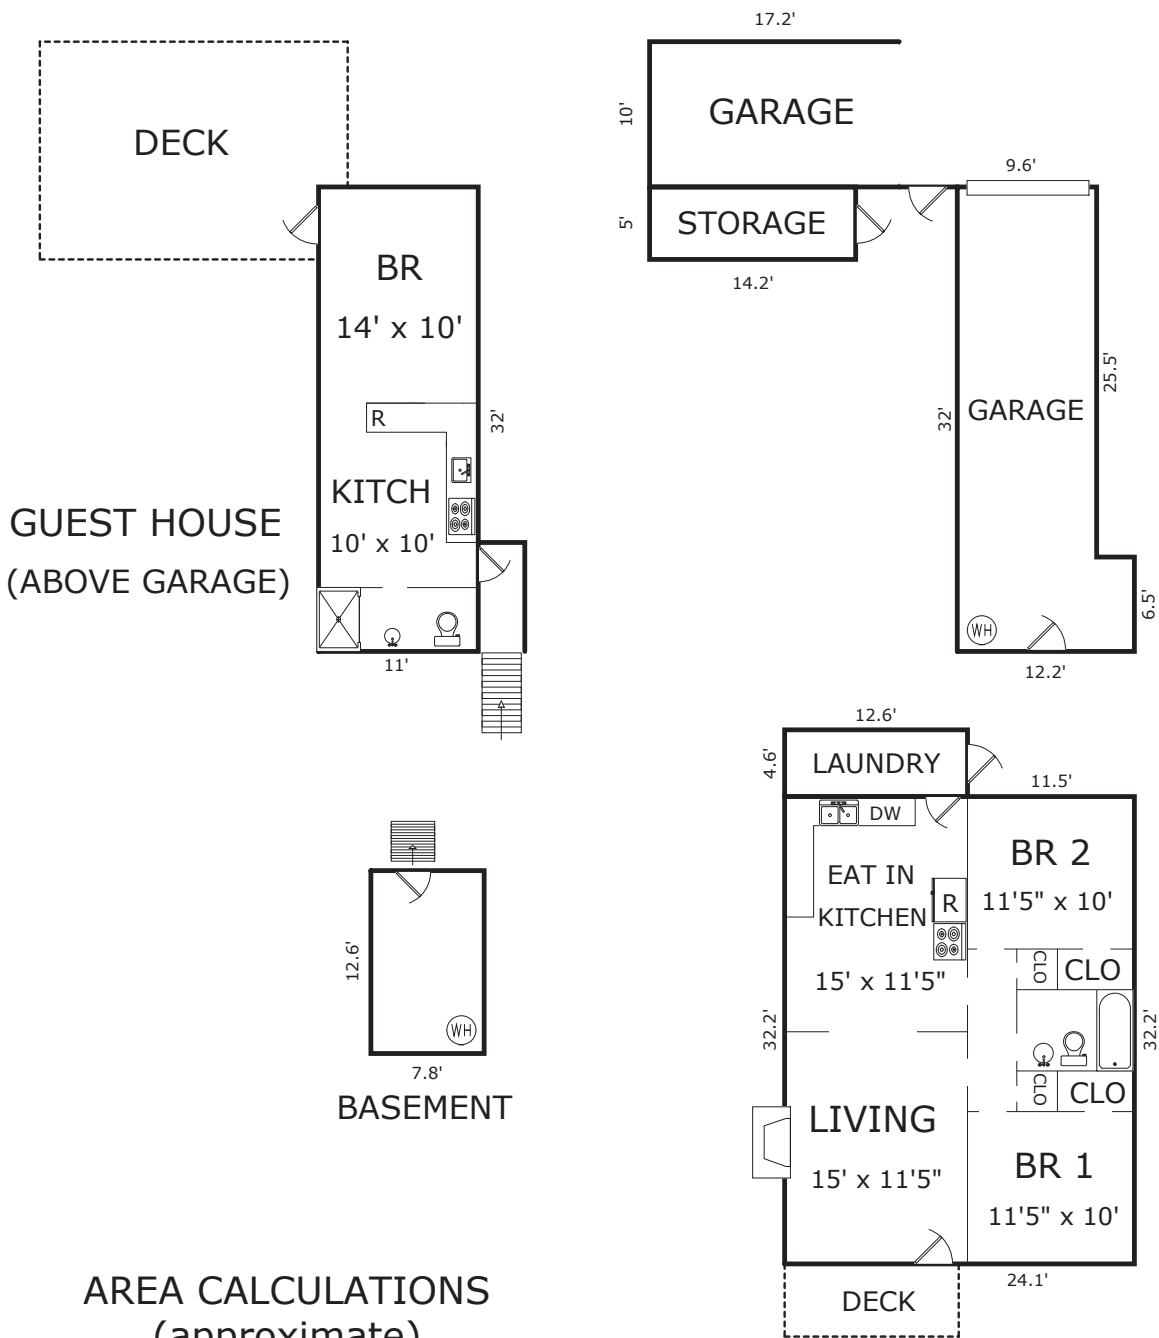 17.2'
10'
GARAGE
DECK
9.6'
5'
STORAGE
14.2'
BR
14' x 10'
R
32'
KITCH
10' x 10'
11'
GUEST HOUSE
(ABOVE GARAGE)
32'
GARAGE
25.5'
6.5'
WH
12.2'
12.6'
4.6'
LAUNDRY
11.5'
DW
EAT IN
KITCHEN
R
15' x 11'5"
BR 2
11'5" x 10'
CLO
CLO
32.2'
32.2'
CLO
CLO
LIVING
15' x 11'5"
BR 1
11'5" x 10'
24.1'
DECK
12.6'
WH
7.8'
BASEMENT
AREA CALCULATIONS
(approximate)